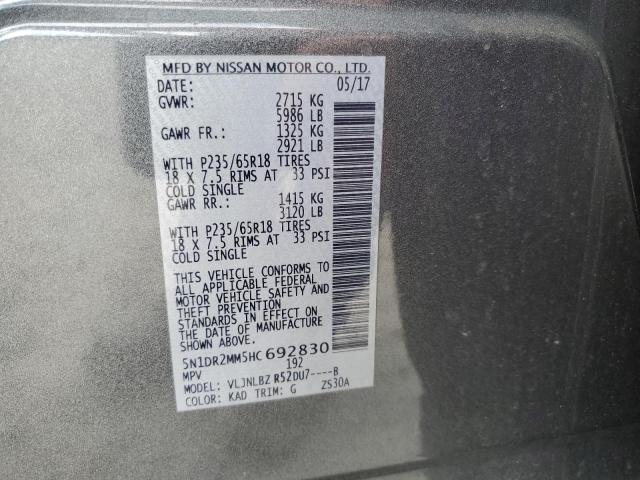 MFD BY NISSAN MOTOR CO., LTD.
DATE: 05/17
GVWR: 2715 KG
5986 LB
GAWR FR.: 1325 KG
2921 LB
WITH P235/65R18 TIRES
18 X 7.5 RIMS AT 33 PSI
COLD SINGLE
GAWR RR.: 1415 KG
3120 LB
WITH P235/65R18 TIRES
18 X 7.5 RIMS AT 33 PSI
COLD SINGLE
THIS VEHICLE CONFORMS TO
ALL APPLICABLE FEDERAL
MOTOR VEHICLE SAFETY AND
THEFT PREVENTION
STANDARDS IN EFFECT ON
THE DATE OF MANUFACTURE
SHOWN ABOVE.
5N1DR2MM5HC692830
MPV 192
MODEL: VLJNLBZ R52DU7----B
COLOR: KAD TRIM: G ZS30A